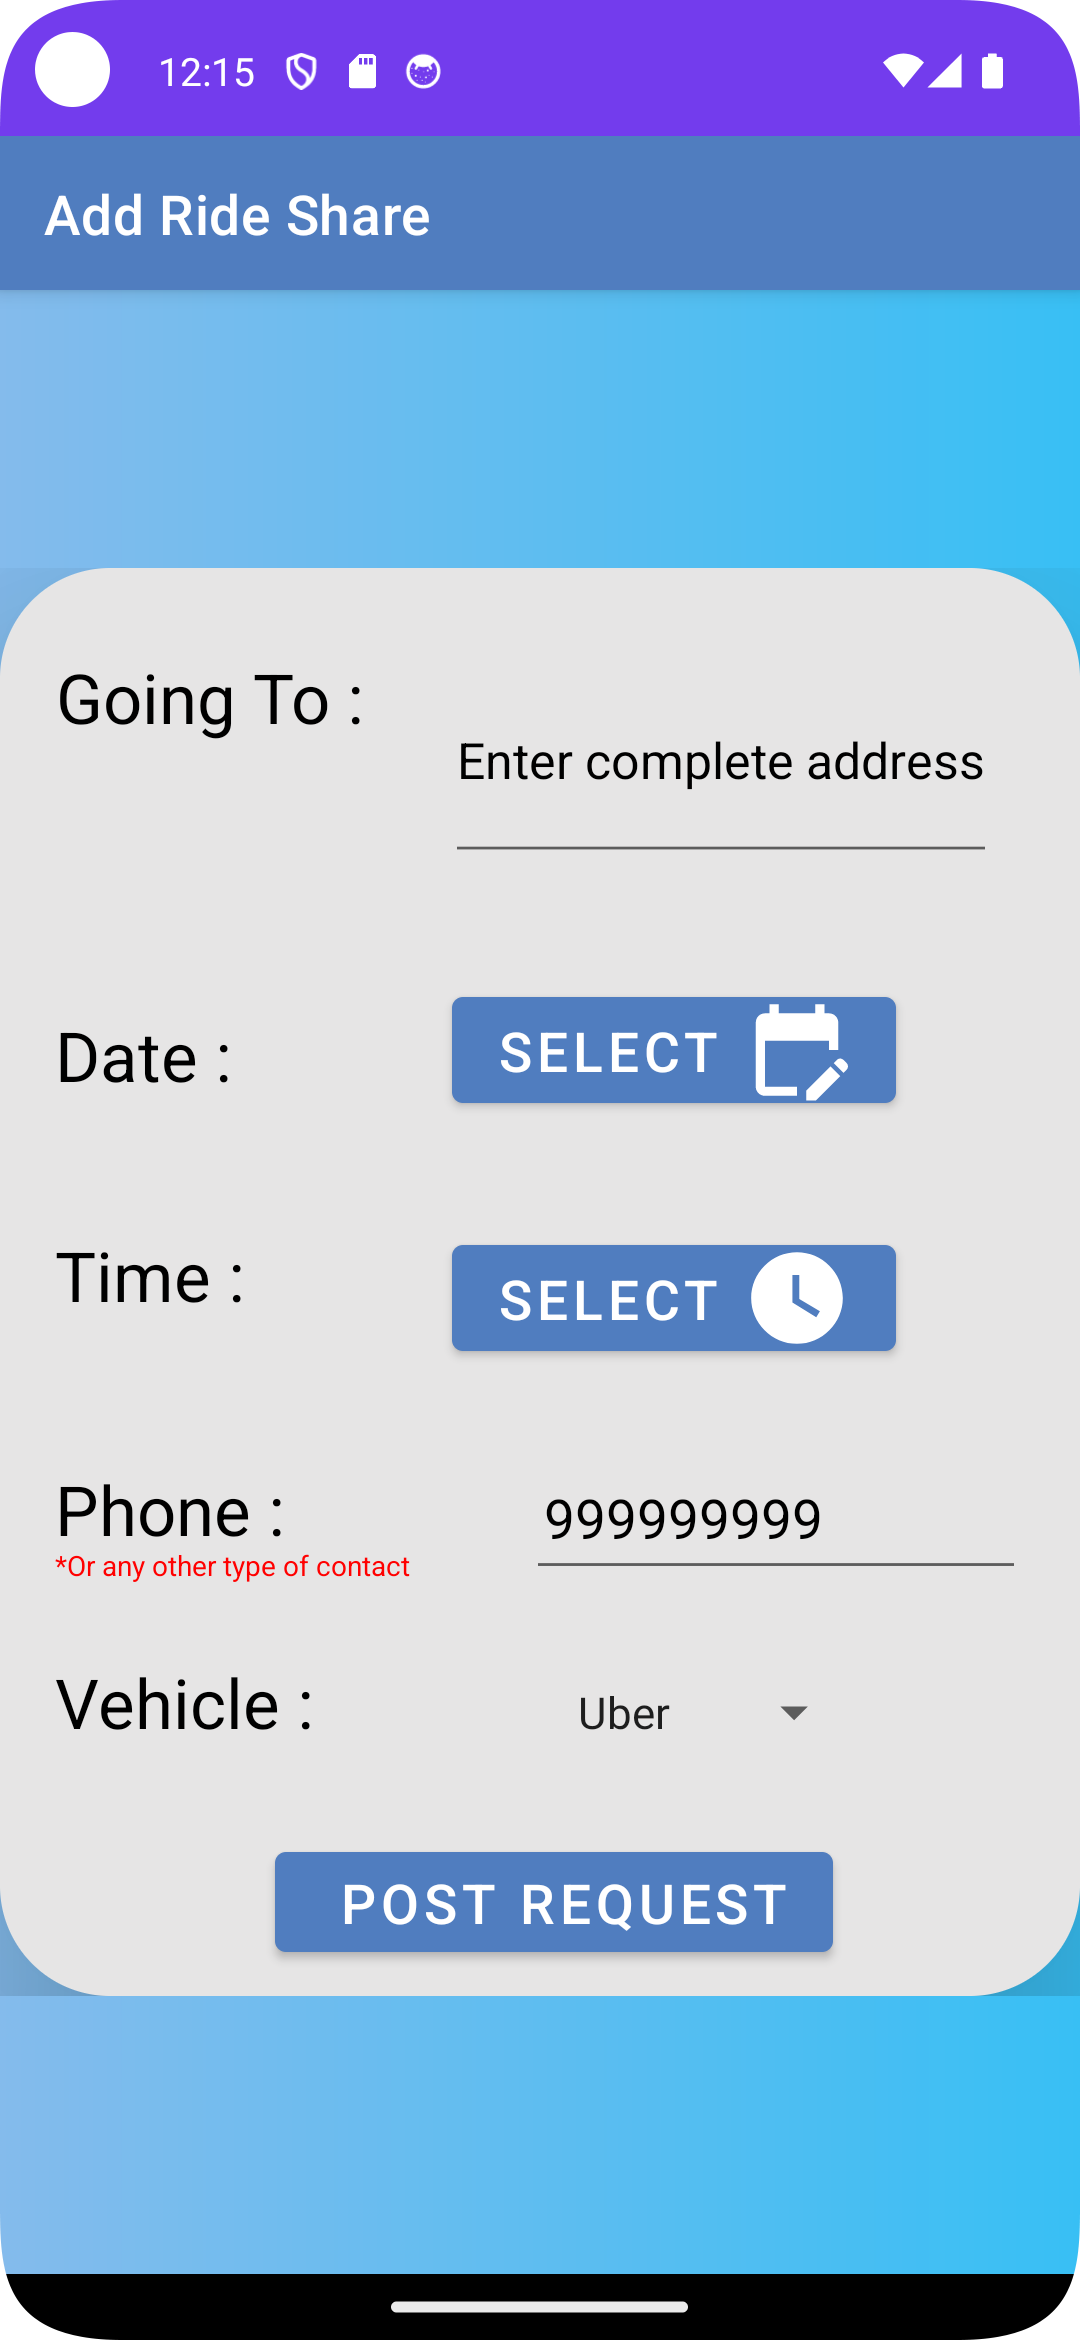 12:15
Add Ride Share
Going To :
Enter complete address
Date :
SELECT
Time :
SELECT
Phone :
999999999
*Or any other type of contact
Vehicle :
Uber
POST REQUEST